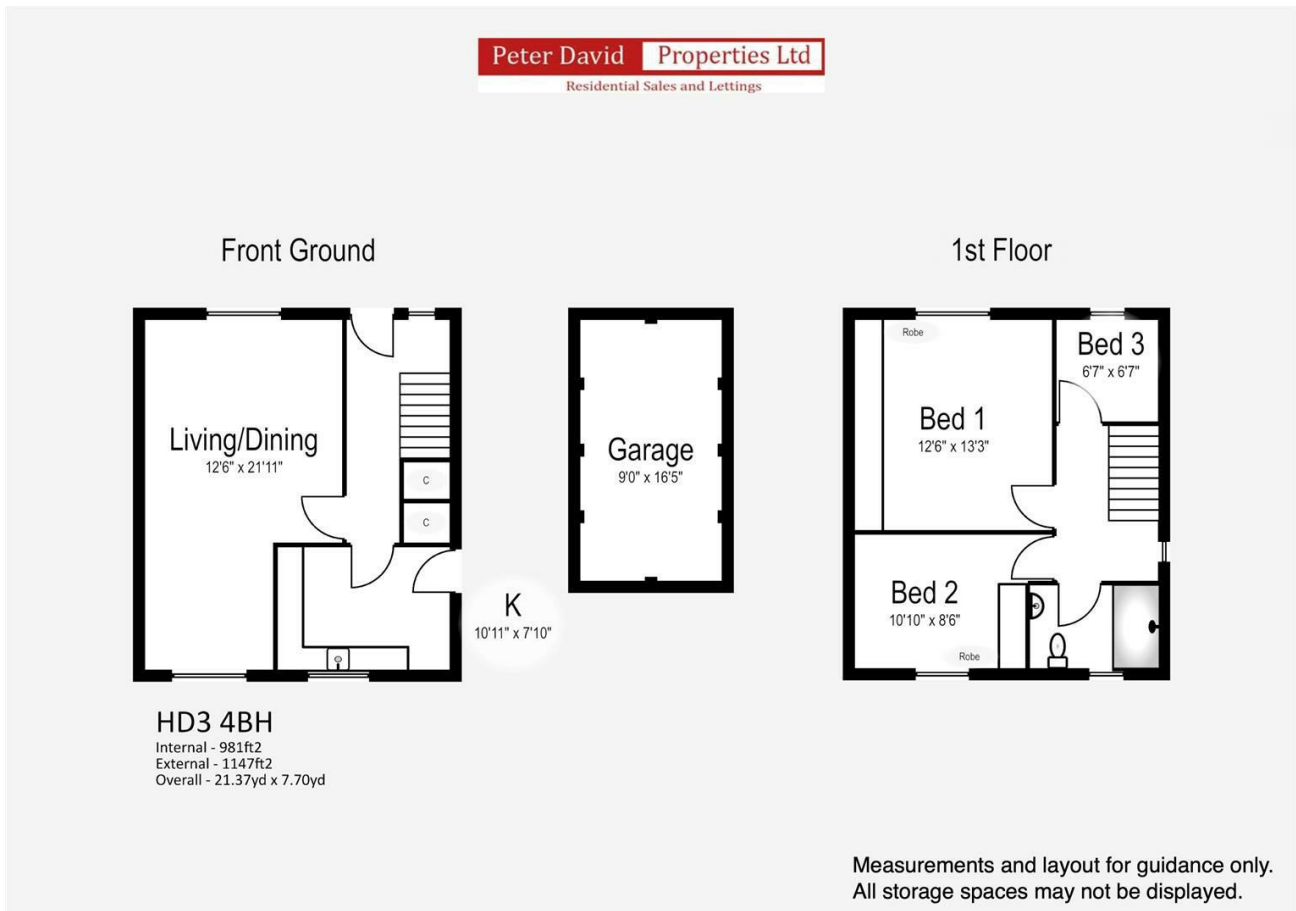 Peter David Properties Ltd
Residential Sales and Lettings
Front Ground
1st Floor
Living/Dining
12'6" x 21'11"
C
C
K
10'11" x 7'10"
Garage
9'0" x 16'5"
Robe
Bed 1
12'6" x 13'3"
Bed 3
6'7" x 6'7"
Bed 2
10'10" x 8'6"
Robe
HD3 4BH
Internal - 981ft2
External - 1147ft2
Overall - 21.37yd x 7.70yd
Measurements and layout for guidance only.
All storage spaces may not be displayed.